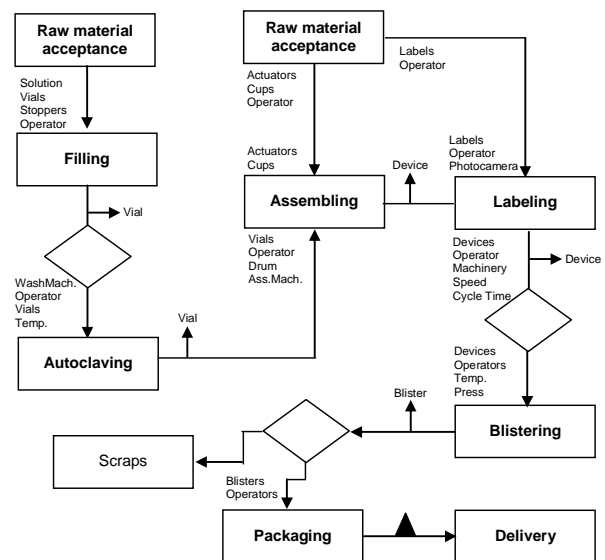 Raw material
acceptance
Raw material
acceptance
Labels
Operator
Solution
Vials
Stoppers
Operator
Actuators
Cups
Operator
Filling
Actuators
Cups
Device
Labels
Operator
Photocamera
Assembling
Labeling
Vial
Vials
Operator
Drum
Ass.Mach.
Devices
Operator
Machinery
Speed
Cycle Time
Device
WashMach.
Operator
Vials
Temp.
Vial
Autoclaving
Devices
Operators
Temp.
Press
Blister
Blistering
Scraps
Blisters
Operators
Packaging
Delivery